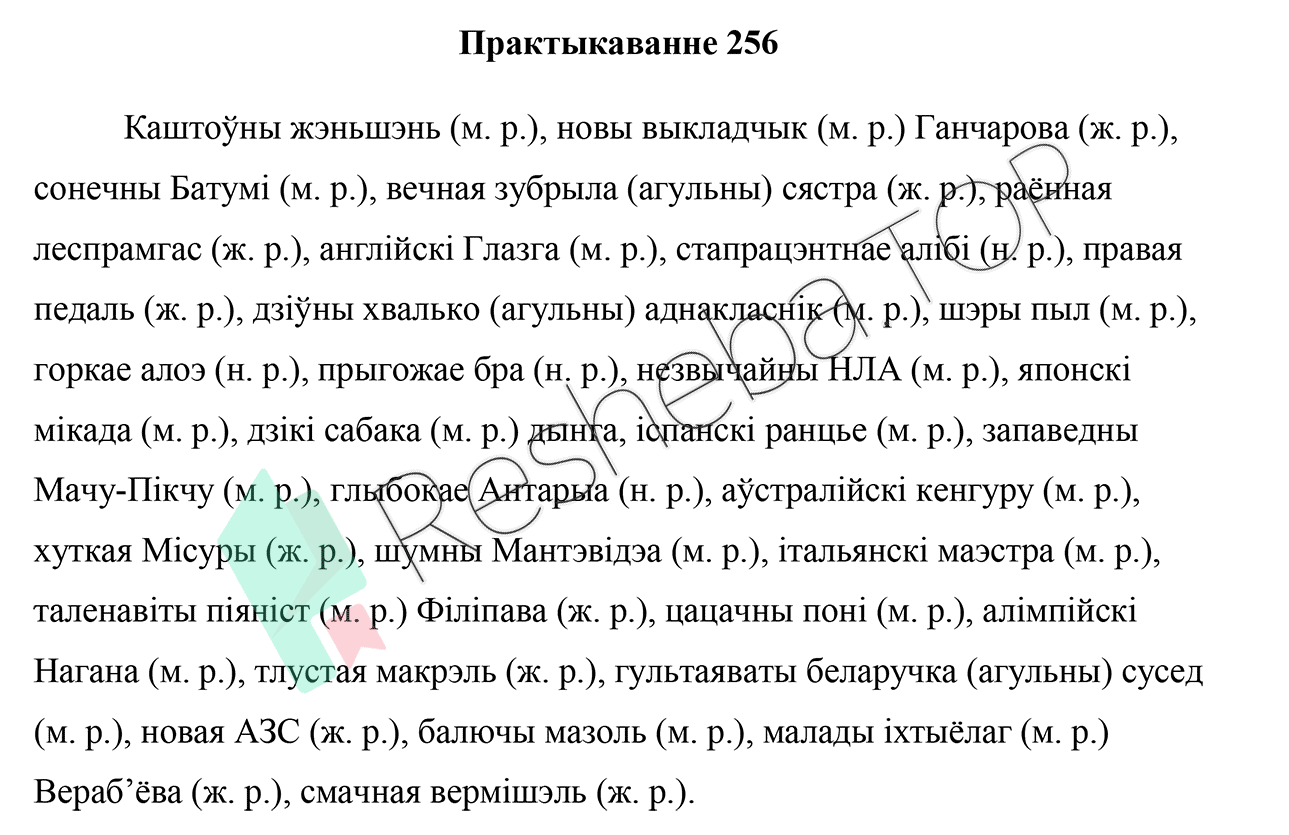 Практыкаванне 256
Каштоўны жэньшэнь (м. р.), новы выкладчык (м. р.) Ганчарова (ж. р.),
сонечны Батумі (м. р.), вечная зубрыла (агульны) сястра (ж. р.), раённая
леспрамгас (ж. р.), англійскі Глазга (м. р.), стапрацэнтнае алібі (н. р.), правая
педаль (ж. р.), дзіўны хвалько (агульны) аднакласнік (м. р.), шэры пыл (м. р.),
горкае алоэ (н. р.), прыгожае бра (н. р.), незвычайны НЛА (м. р.), японскі
мікада (м. р.), дзікі сабака (м. р.) дынга, іспанскі ранцье (м. р.), запаведны
Мачу-Пікчу (м. р.), глыбокае Антарыа (н. р.), аўстралійскі кенгуру (м. р.),
хуткая Місуры (ж. р.), шумны Мантэвідэа (м. р.), італьянскі маэстра (м. р.),
таленавіты піяніст (м. р.) Філіпава (ж. р.), цацачны поні (м. р.), алімпійскі
Нагана (м. р.), тлустая макрэль (ж. р.), гультаяваты беларучка (агульны) сусед
(м. р.), новая АЗС (ж. р.), балючы мазоль (м. р.), малады іхтыёлаг (м. р.)
Вераб’ёва (ж. р.), смачная вермішэль (ж. р.).
Resheba.TOP